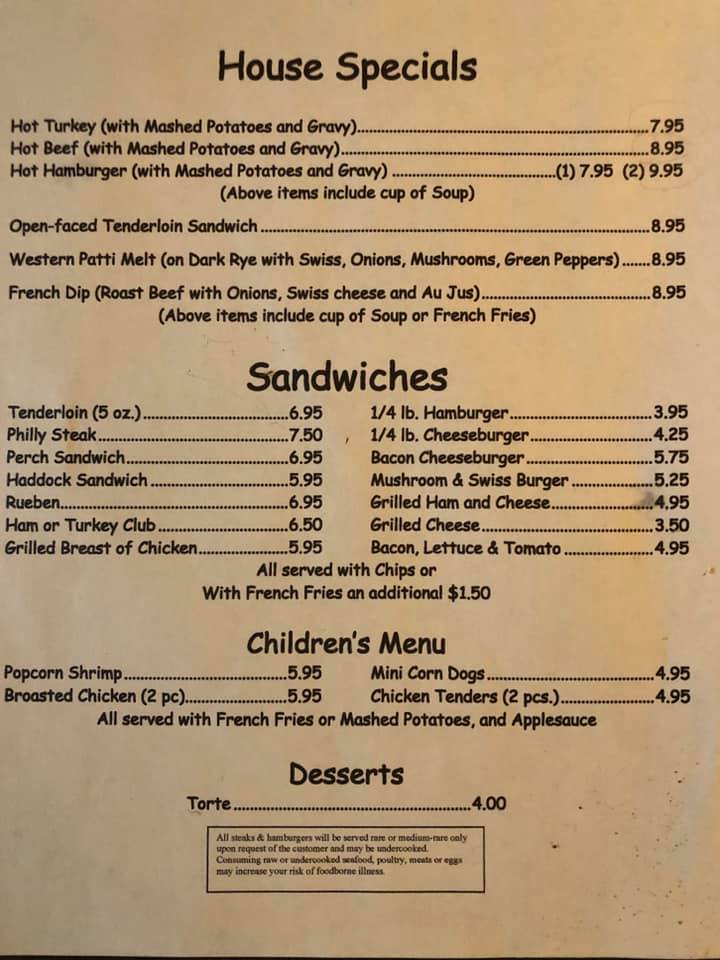 House Specials
Hot Turkey (with Mashed Potatoes and Gravy)..........7.95
Hot Beef (with Mashed Potatoes and Gravy)..........8.95
Hot Hamburger (with Mashed Potatoes and Gravy) ..........(1) 7.95 (2) 9.95
(Above items include cup of Soup)
Open-faced Tenderloin Sandwich ..........8.95
Western Patti Melt (on Dark Rye with Swiss, Onions, Mushrooms, Green Peppers).......8.95
French Dip (Roast Beef with Onions, Swiss cheese and Au Jus)..........8.95
(Above items include cup of Soup or French Fries)
Sandwiches
Tenderloin (5 oz.)..........6.95
Philly Steak..........7.50
Perch Sandwich..........6.95
Haddock Sandwich ..........5.95
Rueben..........6.95
Ham or Turkey Club..........6.50
Grilled Breast of Chicken..........5.95
1/4 lb. Hamburger..........3.95
1/4 lb. Cheeseburger..........4.25
Bacon Cheeseburger..........5.75
Mushroom & Swiss Burger ..........5.25
Grilled Ham and Cheese..........4.95
Grilled Cheese..........3.50
Bacon, Lettuce & Tomato ..........4.95
All served with Chips or
With French Fries an additional $1.50
Children's Menu
Popcorn Shrimp..........5.95
Broasted Chicken (2 pc)..........5.95
Mini Corn Dogs..........4.95
Chicken Tenders (2 pcs.)..........4.95
All served with French Fries or Mashed Potatoes, and Applesauce
Desserts
Torte..........4.00
All steaks & hamburgers will be served rare or medium-rare only
upon request of the customer and may be undercooked.
Consuming raw or undercooked seafood, poultry, meats or eggs
may increase your risk of foodborne illness.